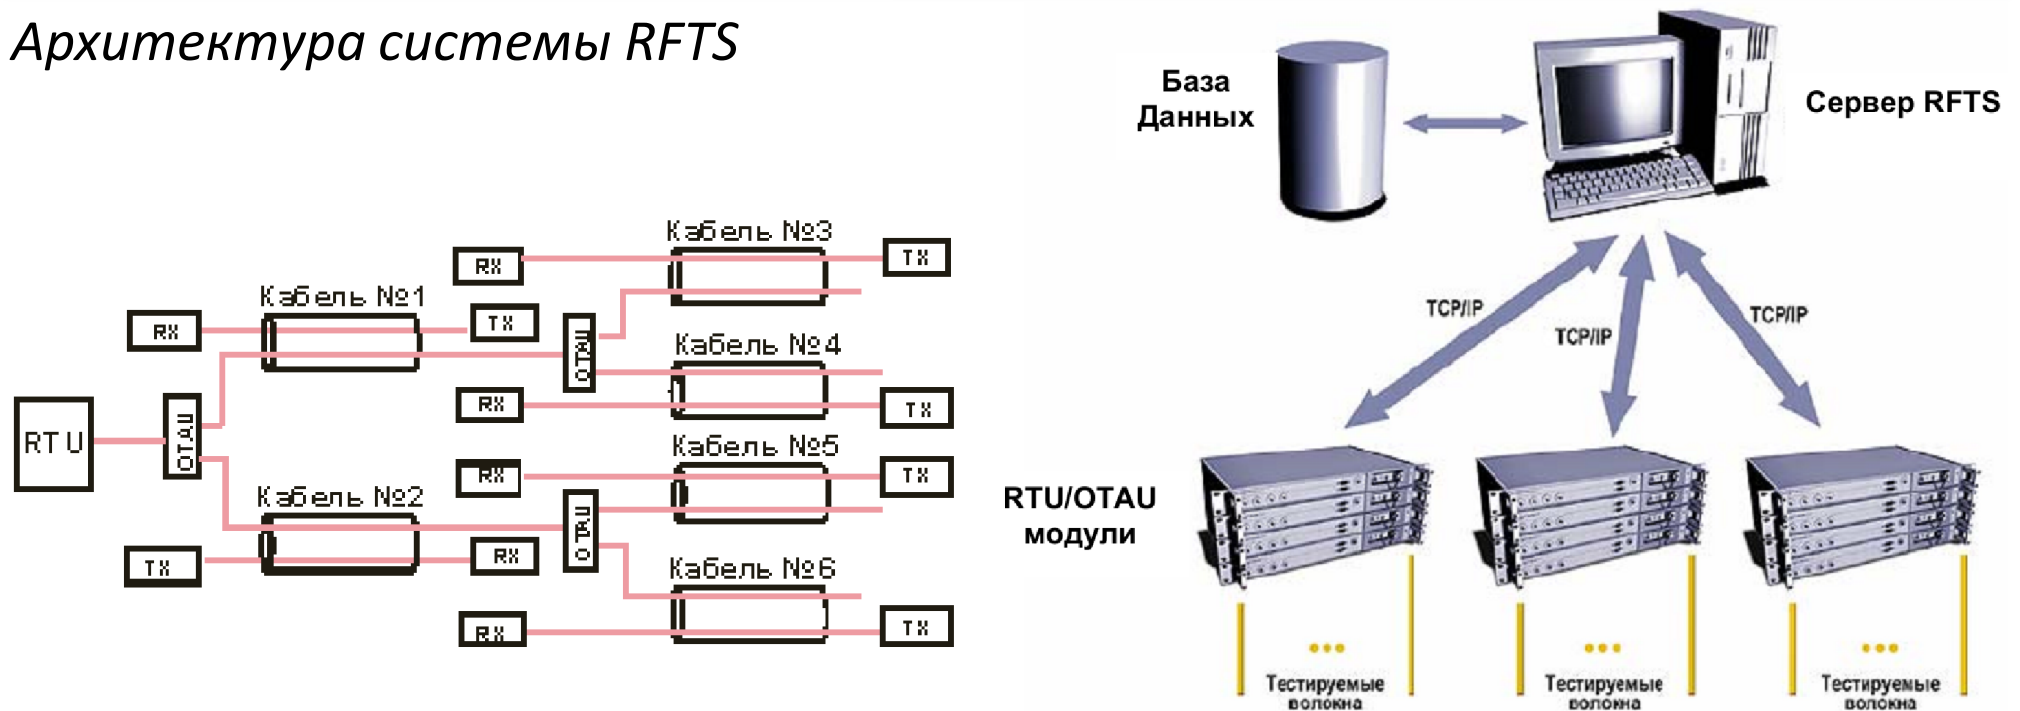 Архитектура системы RFTS
База
Данных
Сервер RFTS
Кабель №3
RX
TX
Кабель №1
RX
TX
OTAU
Кабель №4
RX
TX
RTU
OTAU
Кабель №5
RX
TX
Кабель №2
OTAU
TX
RX
Кабель №6
RX
TX
TCP/IP
TCP/IP
TCP/IP
RTU/OTAU
модули
Тестируемые
волокна
Тестируемые
волокна
Тестируемые
волокна